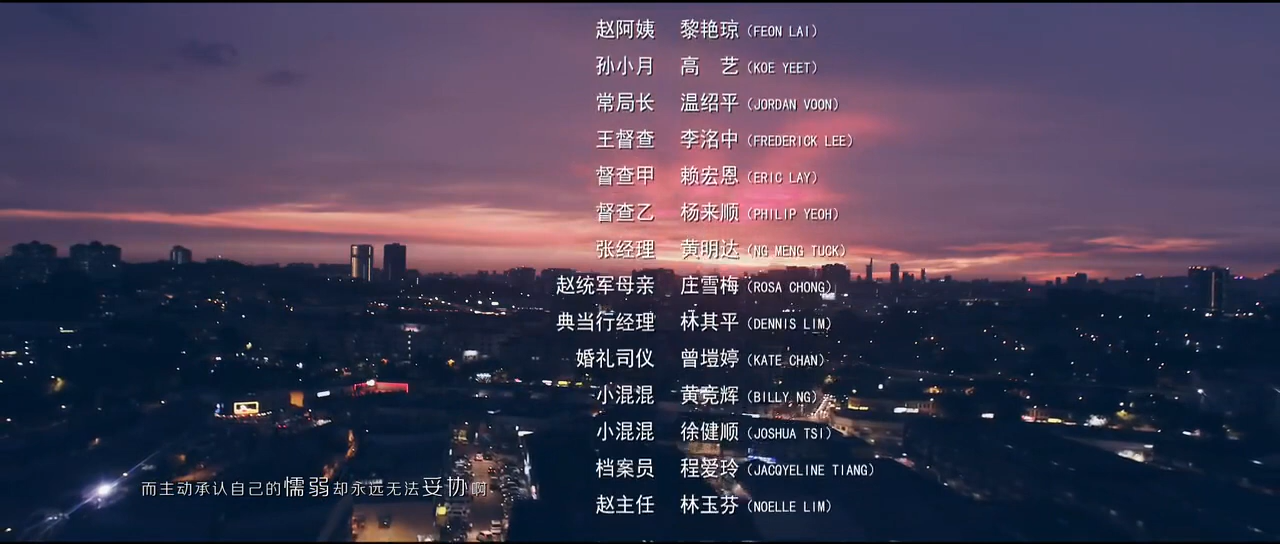 赵阿姨 黎艳琼 (FEON LAI)
孙小月 高 艺 (KOE YEET)
常局长 温绍平 (JORDAN VOON)
王督查 李洺中 (FREDERICK LEE)
督查甲 赖宏恩 (ERIC LAY)
督查乙 杨来顺 (PHILIP YEOH)
张经理 黄明达 (NG MENG TUCK)
赵统军母亲 庄雪梅 (ROSA CHONG)
典当行经理 林其平 (DENNIS LIM)
婚礼司仪 曾塏婷 (KATE CHAN)
小混混 黄竞辉 (BILLY NG)
小混混 徐健顺 (JOSHUA TSI)
档案员 程爱玲 (JACQYELINE TIANG)
而主动承认自己的懦弱却永远无法妥协啊
赵主任 林玉芬 (NOELLE LIM)